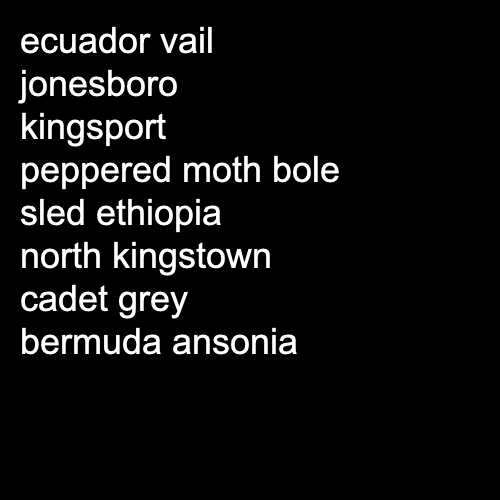 ecuador vail
jonesboro
kingsport
peppered moth bole
sled ethiopia
north kingstown
cadet grey
bermuda ansonia